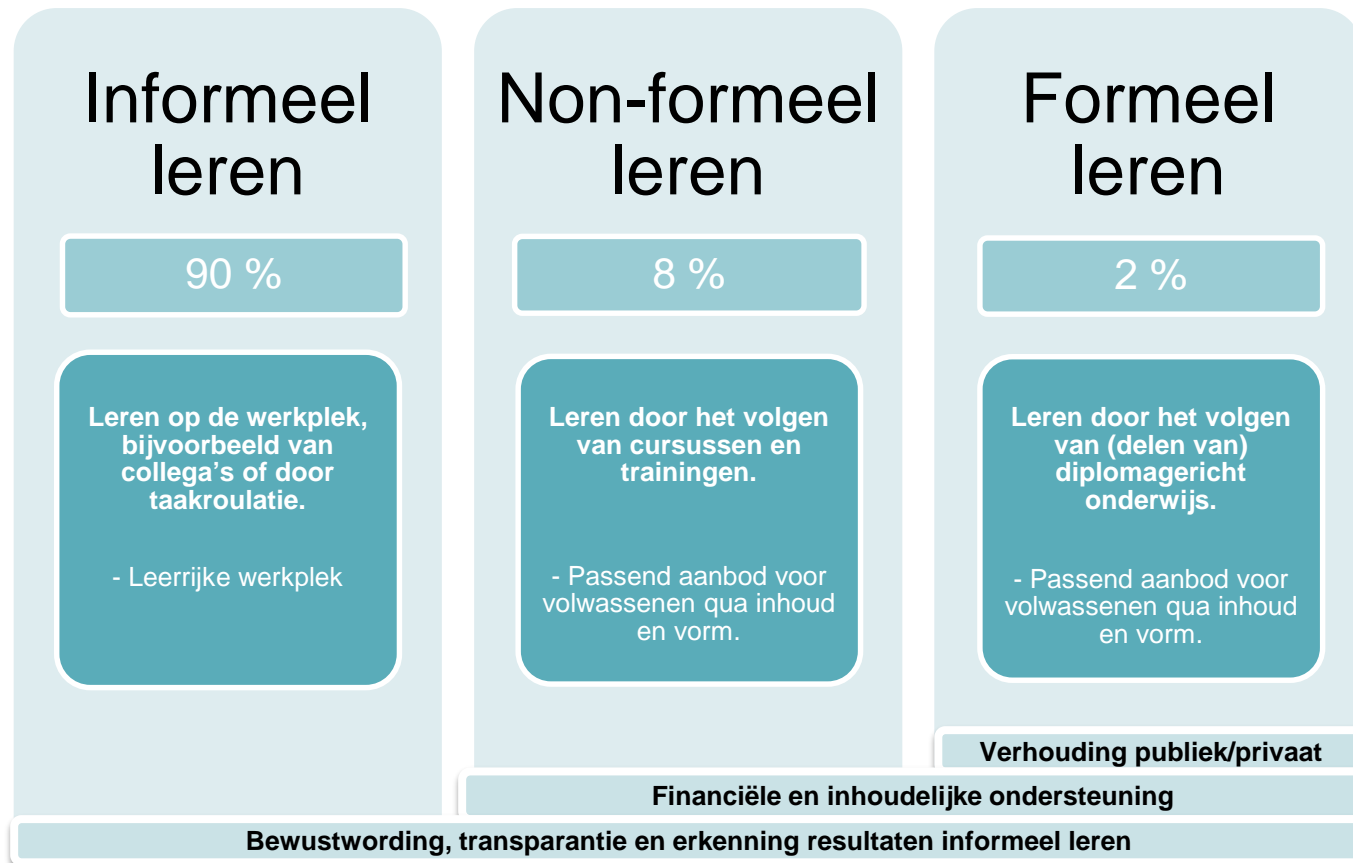 Informeel
leren
90 %
Leren op de werkplek,
bijvoorbeeld van
collega's of door
taakroulatie.
- Leerrijke werkplek
Non-formeel
leren
8 %
Leren door het volgen
van cursussen en
trainingen.
- Passend aanbod voor
volwassenen qua inhoud
en vorm.
Formeel
leren
2 %
Leren door het volgen
van (delen van)
diplomagericht
onderwijs.
- Passend aanbod voor
volwassenen qua inhoud
en vorm.
Verhouding publiek/privaat
Financiële en inhoudelijke ondersteuning
Bewustwording, transparantie en erkenning resultaten informeel leren